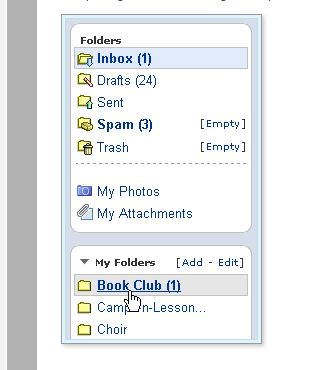 Folders
Inbox (1)
Drafts (24)
Sent
Spam (3) [Empty]
Trash [Empty]
My Photos
My Attachments
My Folders [Add - Edit]
Book Club (1)
Choir